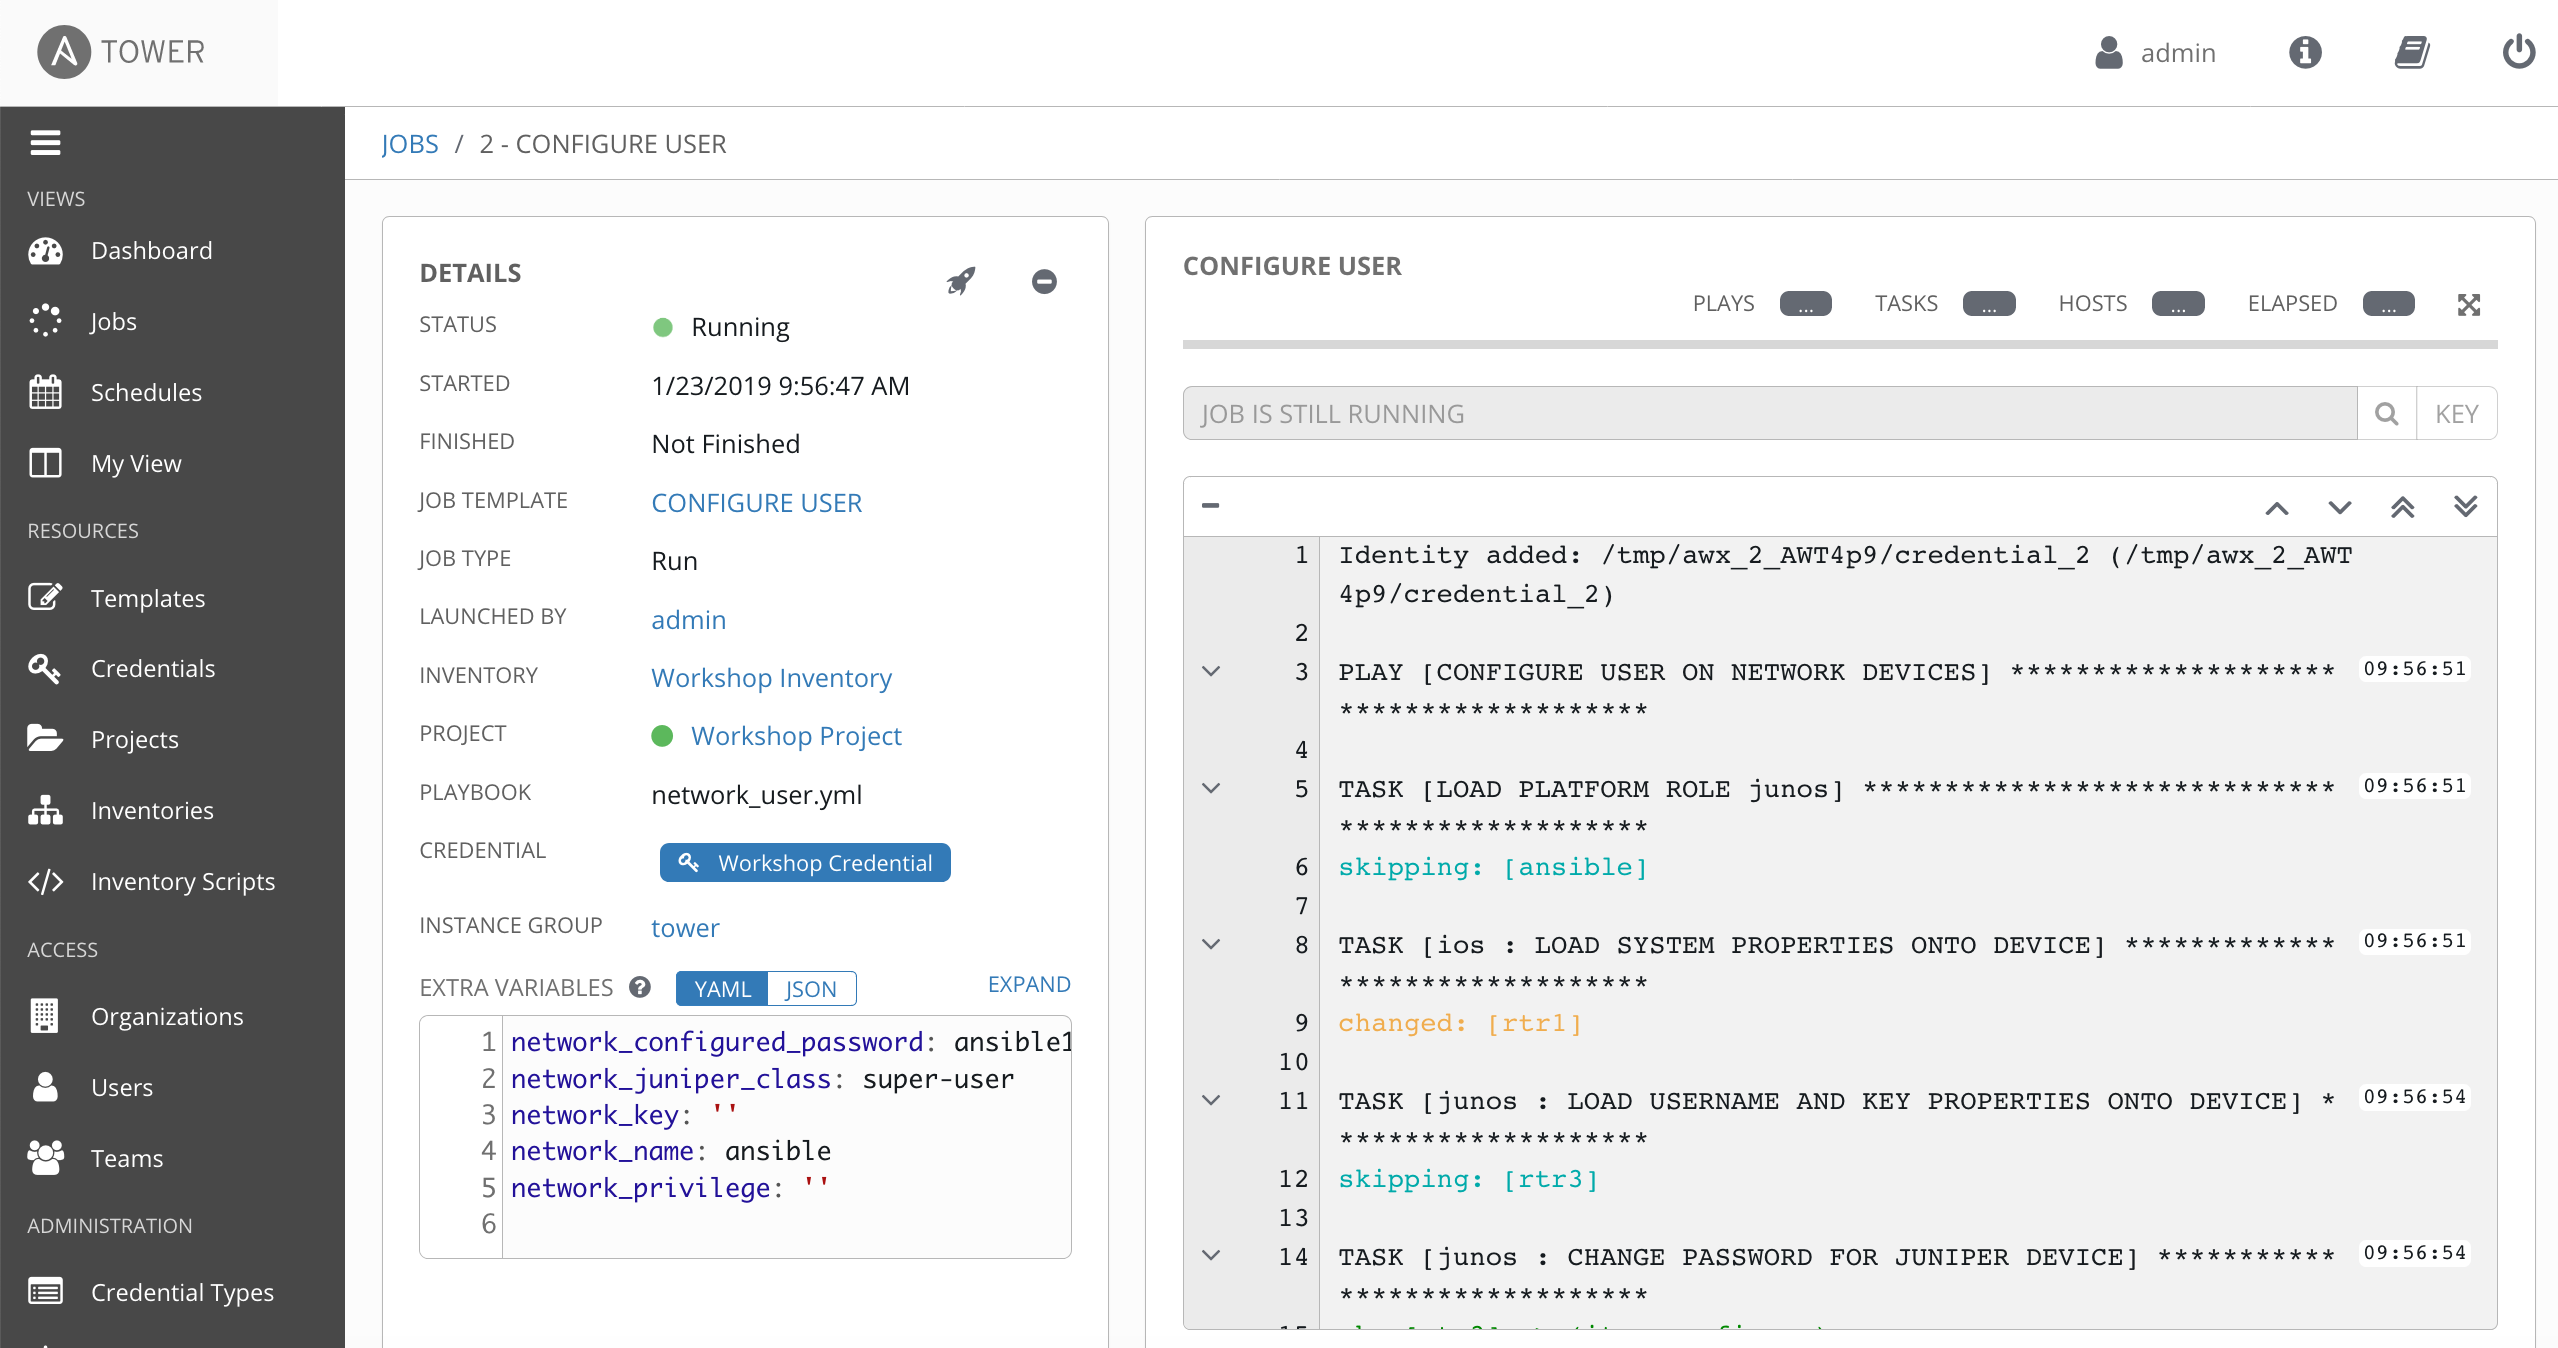 TOWER
admin
VIEWS
Dashboard
Jobs
Schedules
My View
RESOURCES
Templates
Credentials
Projects
Inventories
Inventory Scripts
ACCESS
Organizations
Users
Teams
ADMINISTRATION
Credential Types
JOBS / 2 - CONFIGURE USER
DETAILS
STATUS Running
STARTED 1/23/2019 9:56:47 AM
FINISHED Not Finished
JOB TEMPLATE CONFIGURE USER
JOB TYPE Run
LAUNCHED BY admin
INVENTORY Workshop Inventory
PROJECT Workshop Project
PLAYBOOK network_user.yml
CREDENTIAL Workshop Credential
INSTANCE GROUP tower
EXTRA VARIABLES ? YAML JSON EXPAND
1 network_configured_password: ansible1
2 network_juniper_class: super-user
3 network_key: ''
4 network_name: ansible
5 network_privilege: ''
6
CONFIGURE USER
PLAYS ... TASKS ... HOSTS ... ELAPSED ...
JOB IS STILL RUNNING KEY
1 Identity added: /tmp/awx_2_AWT4p9/credential_2 (/tmp/awx_2_AWT
4p9/credential_2)
2
3 PLAY [CONFIGURE USER ON NETWORK DEVICES] ******************** 09:56:51
*******************
4
5 TASK [LOAD PLATFORM ROLE junos] ***************************** 09:56:51
*******************
6 skipping: [ansible]
7
8 TASK [ios : LOAD SYSTEM PROPERTIES ONTO DEVICE] ************* 09:56:51
*******************
9 changed: [rtr1]
10
11 TASK [junos : LOAD USERNAME AND KEY PROPERTIES ONTO DEVICE] * 09:56:54
*******************
12 skipping: [rtr3]
13
14 TASK [junos : CHANGE PASSWORD FOR JUNIPER DEVICE] *********** 09:56:54
*******************